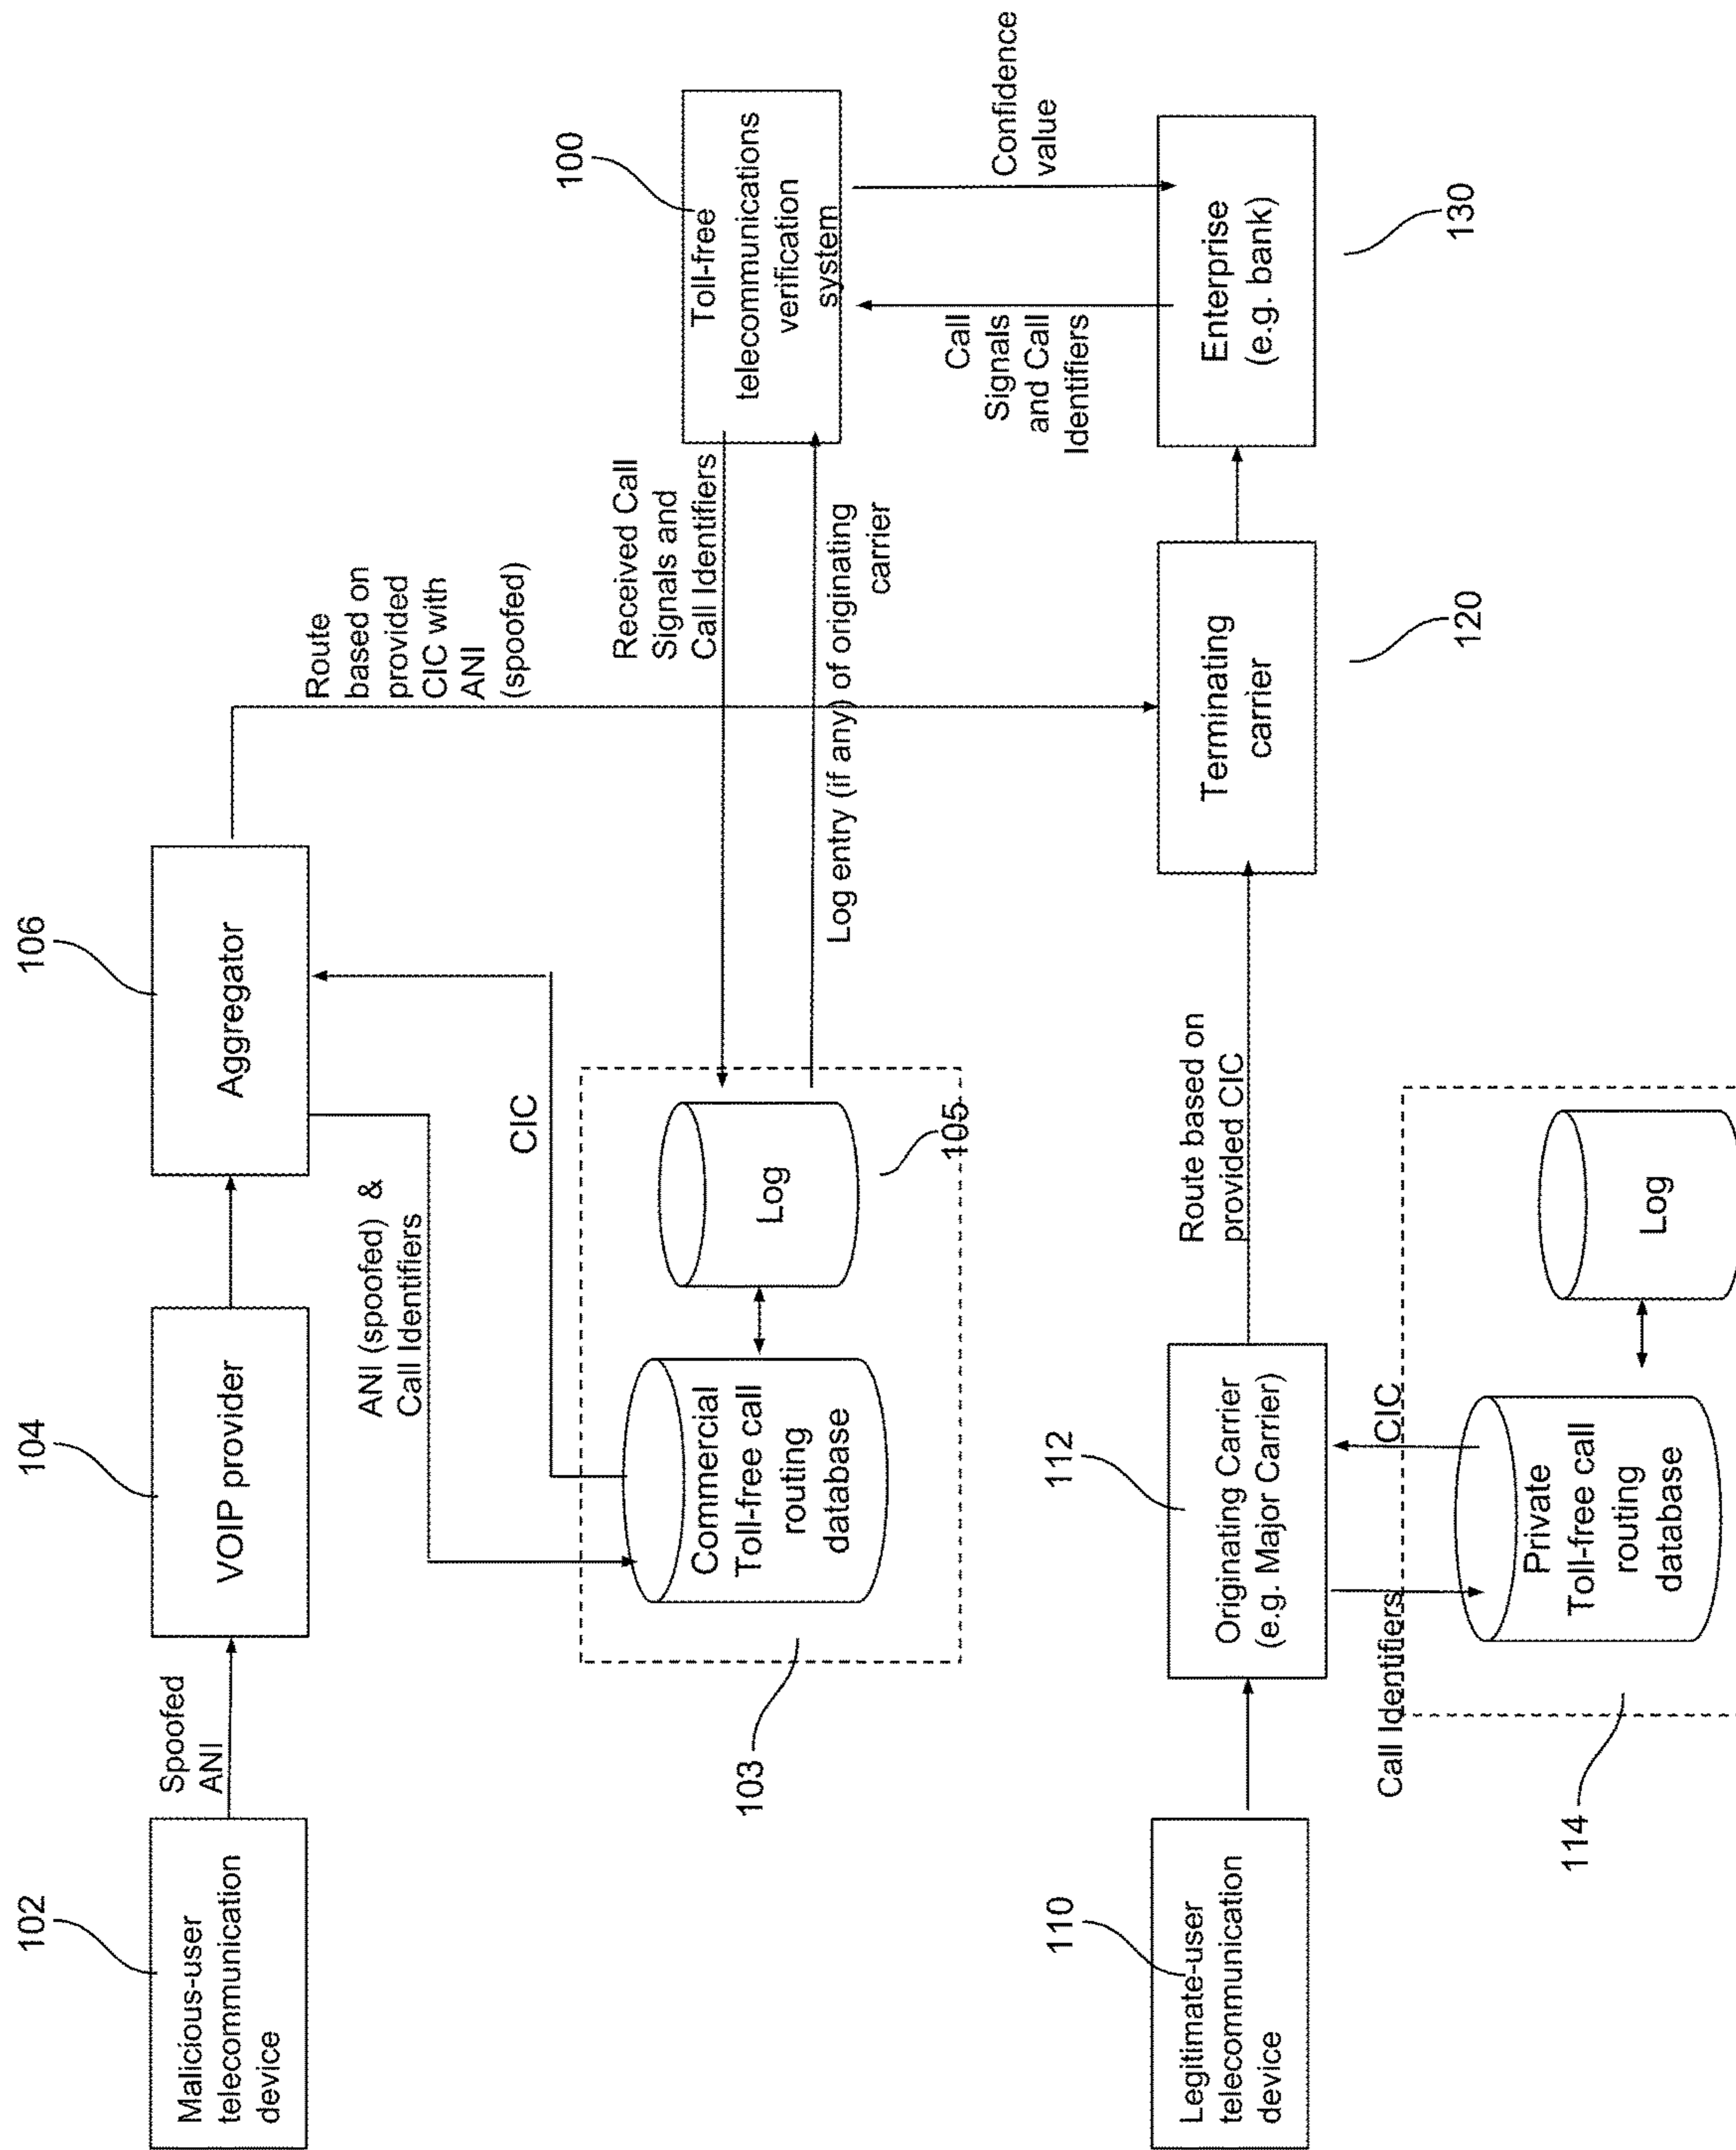 102
Malicious-user
telecommunication
device
Spoofed
ANI
104
VOIP provider
106
Aggregator
ANI (spoofed) &
Call Identifiers
CIC
Route
based on
provided
CIC with
ANI
(spoofed)
103
Commercial
Toll-free call
routing
database
Log
105
Received Call
Signals and
Call Identifiers
Log entry (if any) of originating
carrier
100
Toll-free
telecommunications
verification
system
Call
Signals
and Call
Identifiers
Confidence
value
110
Legitimate-user
telecommunication
device
112
Originating Carrier
(e.g. Major Carrier)
Route based on
provided CIC
Terminating
carrier
120
Enterprise
(e.g. bank)
130
Call Identifiers
CIC
114
Private
Toll-free call
routing
database
Log